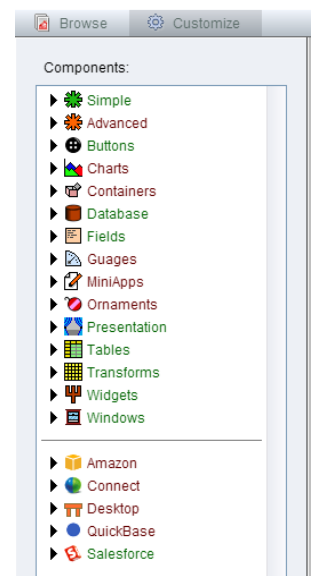 Browse Customize
Components:
Simple
Advanced
Buttons
Charts
Containers
Database
Fields
Guages
MiniApps
Ornaments
Presentation
Tables
Transforms
Widgets
Windows
Amazon
Connect
Desktop
QuickBase
Salesforce